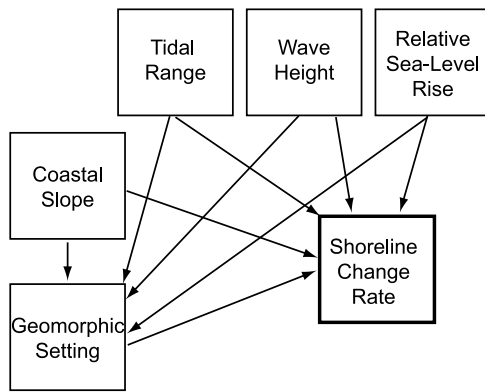 Tidal
Range
Wave
Height
Relative
Sea-Level
Rise
Coastal
Slope
Shoreline
Change
Rate
Geomorphic
Setting